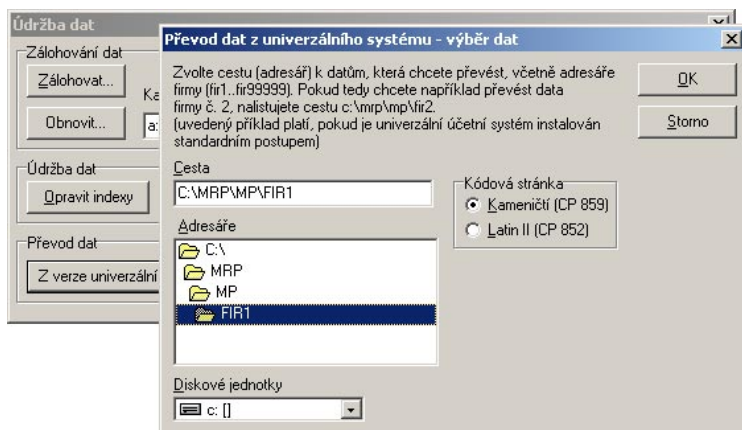 Údržba dat
Zálohování dat
Zálohovat...
Obnovit...
a:
Údržba dat
Opravit indexy
Převod dat
Z verze univerzální
Převod dat z univerzálního systému - výběr dat
Zvolte cestu (adresář) k datům, která chcete převést, včetně adresáře
firmy (fir1..fir99999). Pokud tedy chcete například převést data
firmy č. 2, nalistujete cestu c:\mrp\mp\fir2.
(uvedený příklad platí, pokud je univerzální účetní systém instalován
standardním postupem)
OK
Storno
Cesta
C:\MRP\MP\FIR1
Kódová stránka
Kameničtí (CP 859)
Latin II (CP 852)
Adresáře
C:\
MRP
MP
FIR1
Diskové jednotky
c: []